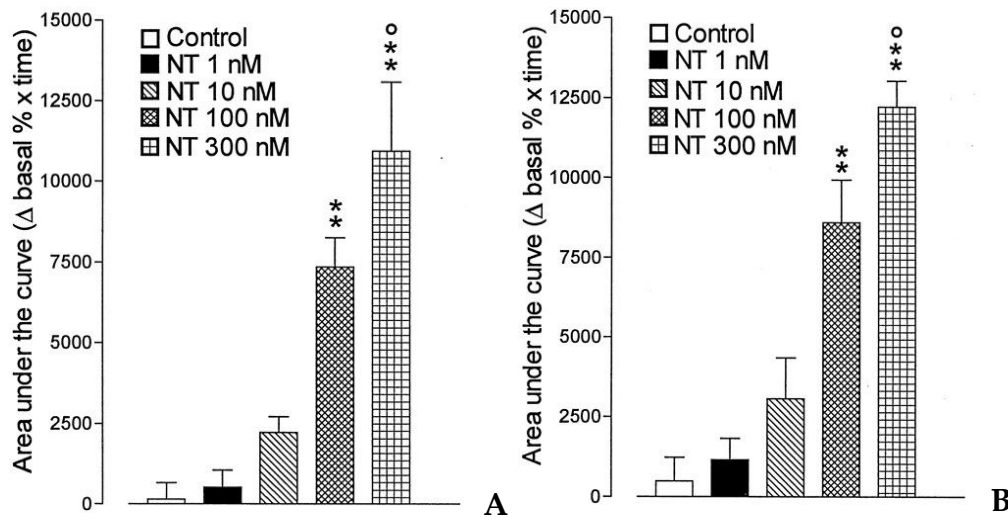 Area under the curve (Δ basal % x time)
15000
12500
10000
7500
5000
2500
0
Control
NT 1 nM
NT 10 nM
NT 100 nM
NT 300 nM
**
°**
A
Area under the curve (Δ basal % x time)
15000
12500
10000
7500
5000
2500
0
Control
NT 1 nM
NT 10 nM
NT 100 nM
NT 300 nM
**
°**
B